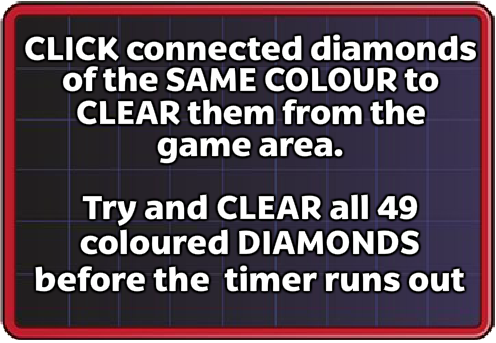 CLICK connected diamonds
of the SAME COLOUR to
CLEAR them from the
game area.
Try and CLEAR all 49
coloured DIAMONDS
before the  timer runs out